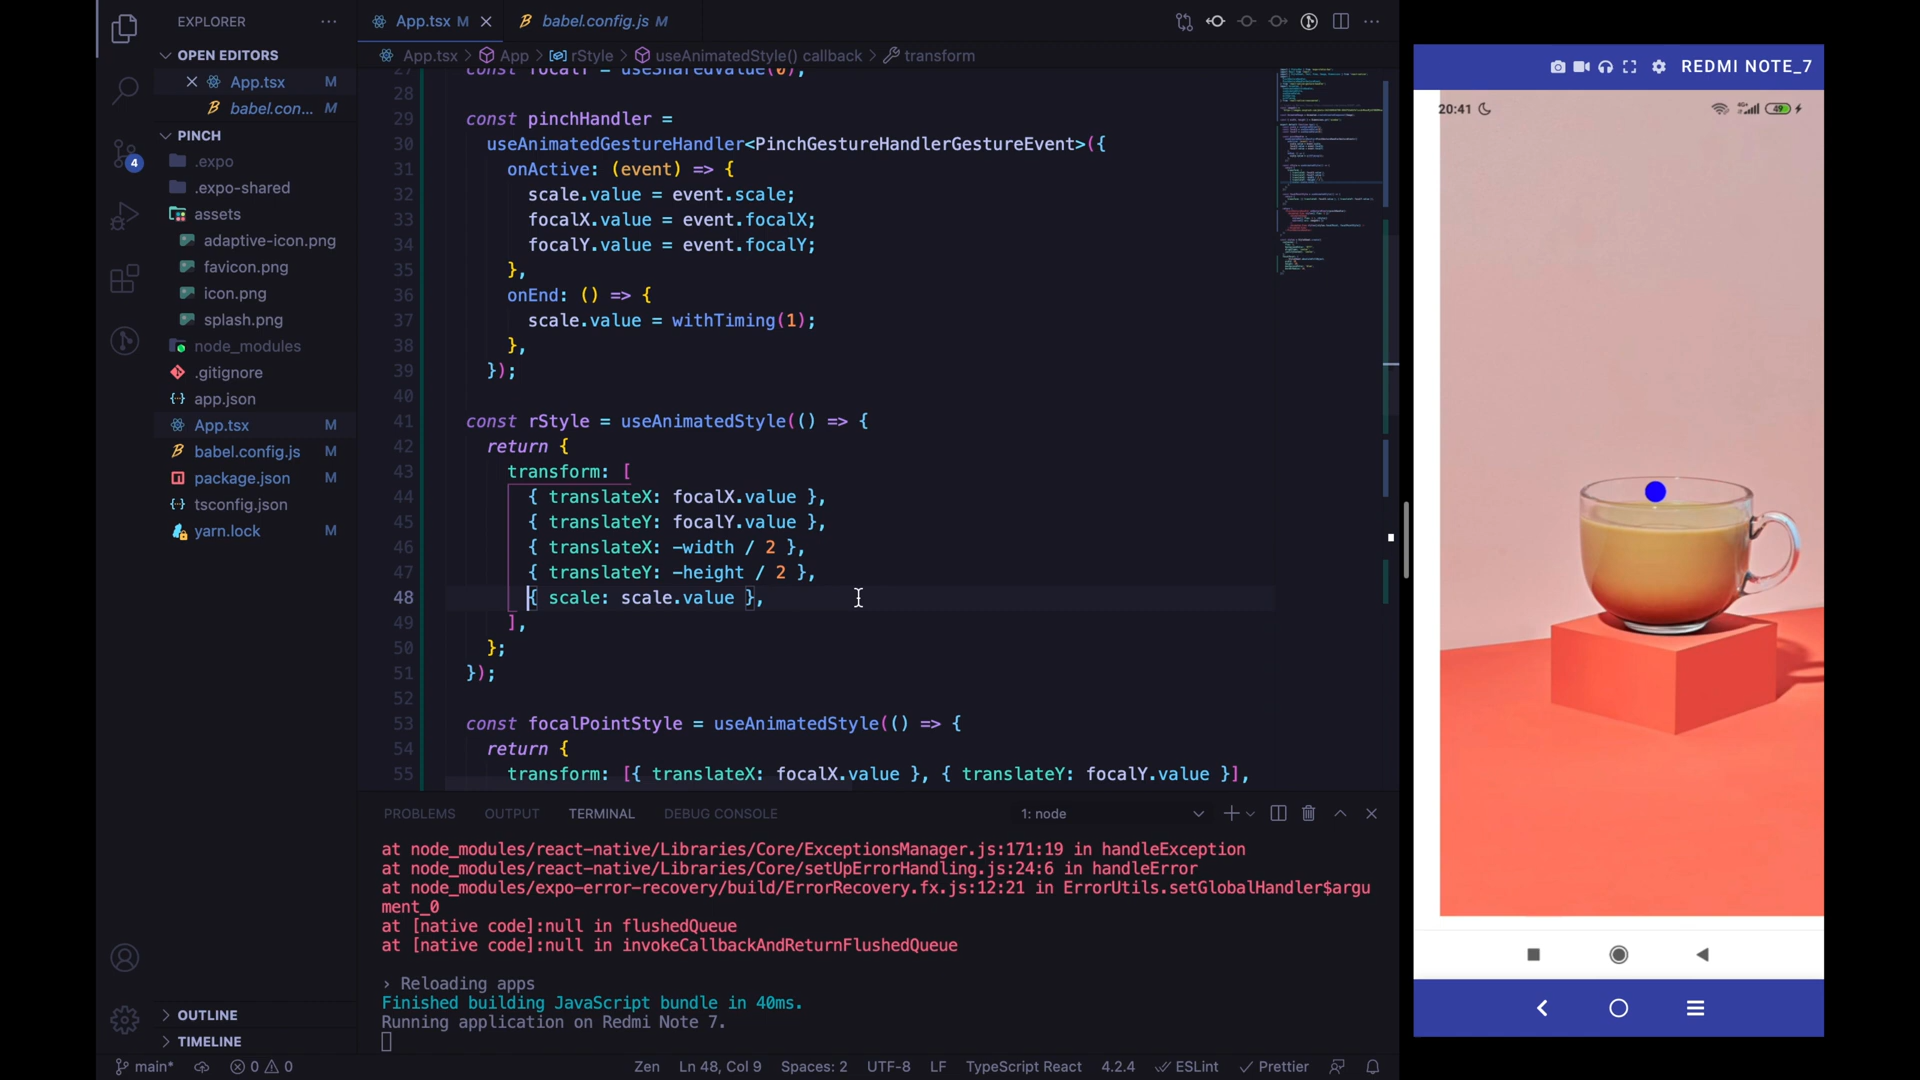 EXPLORER
OPEN EDITORS
App.tsx M
babel.con... M
PINCH
.expo
.expo-shared
assets
adaptive-icon.png
favicon.png
icon.png
splash.png
node_modules
.gitignore
app.json
App.tsx M
babel.config.js M
package.json M
tsconfig.json
yarn.lock M
4
OUTLINE
TIMELINE
App.tsx M
babel.config.js M
App.tsx > App > rStyle > useAnimatedStyle() callback > transform
27 const focalY = useSharedValue(0);
28
29 const pinchHandler =
30 useAnimatedGestureHandler<PinchGestureHandlerGestureEvent>({
31 onActive: (event) => {
32 scale.value = event.scale;
33 focalX.value = event.focalX;
34 focalY.value = event.focalY;
35 },
36 onEnd: () => {
37 scale.value = withTiming(1);
38 },
39 });
40
41 const rStyle = useAnimatedStyle(() => {
42 return {
43 transform: [
44 { translateX: focalX.value },
45 { translateY: focalY.value },
46 { translateX: -width / 2 },
47 { translateY: -height / 2 },
48 { scale: scale.value },
49 ],
50 };
51 });
52
53 const focalPointStyle = useAnimatedStyle(() => {
54 return {
55 transform: [{ translateX: focalX.value }, { translateY: focalY.value }],
PROBLEMS OUTPUT TERMINAL DEBUG CONSOLE 1: node
at node_modules/react-native/Libraries/Core/ExceptionsManager.js:171:19 in handleException
at node_modules/react-native/Libraries/Core/setUpErrorHandling.js:24:6 in handleError
at node_modules/expo-error-recovery/build/ErrorRecovery.fx.js:12:21 in ErrorUtils.setGlobalHandler$argu
ment_0
at [native code]:null in flushedQueue
at [native code]:null in invokeCallbackAndReturnFlushedQueue
› Reloading apps
Finished building JavaScript bundle in 40ms.
Running application on Redmi Note 7.
main* 0 0 Zen Ln 48, Col 9 Spaces: 2 UTF-8 LF TypeScript React 4.2.4 ESLint Prettier
REDMI NOTE_7
20:41 4G 49